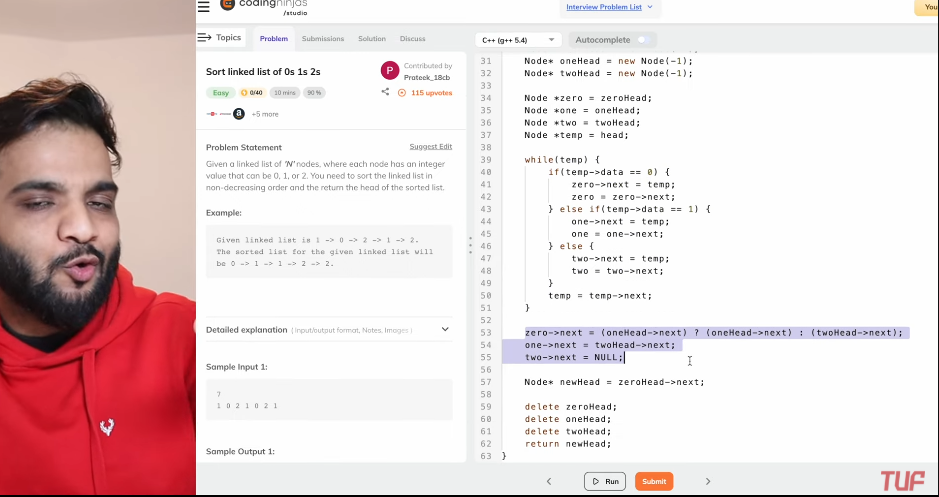 codingninjas
/studio
Interview Problem List
You
Topics
Problem
Submissions
Solution
Discuss
C++ (g++ 5.4)
Autocomplete
Sort linked list of 0s 1s 2s
P
Contributed by
Prateek_18cb
Easy
0/40
10 mins
90 %
115 upvotes
a
+5 more
Problem Statement
Suggest Edit
Given a linked list of 'N' nodes, where each node has an integer
value that can be 0, 1, or 2. You need to sort the linked list in
non-decreasing order and the return the head of the sorted list.
Example:
Given linked list is 1 -> 0 -> 2 -> 1 -> 2.
The sorted list for the given linked list will
be 0 -> 1 -> 1 -> 2 -> 2.
Detailed explanation ( Input/output format, Notes, Images )
Sample Input 1:
7
1 0 2 1 0 2 1
Sample Output 1:
31 Node* oneHead = new Node(-1);
32 Node* twoHead = new Node(-1);
33
34 Node *zero = zeroHead;
35 Node *one = oneHead;
36 Node *two = twoHead;
37 Node *temp = head;
38
39 while(temp) {
40 if(temp->data == 0) {
41 zero->next = temp;
42 zero = zero->next;
43 } else if(temp->data == 1) {
44 one->next = temp;
45 one = one->next;
46 } else {
47 two->next = temp;
48 two = two->next;
49 }
50 temp = temp->next;
51 }
52
53 zero->next = (oneHead->next) ? (oneHead->next) : (twoHead->next);
54 one->next = twoHead->next;
55 two->next = NULL;
56
57 Node* newHead = zeroHead->next;
58
59 delete zeroHead;
60 delete oneHead;
61 delete twoHead;
62 return newHead;
63 }
Run
Submit
TUF